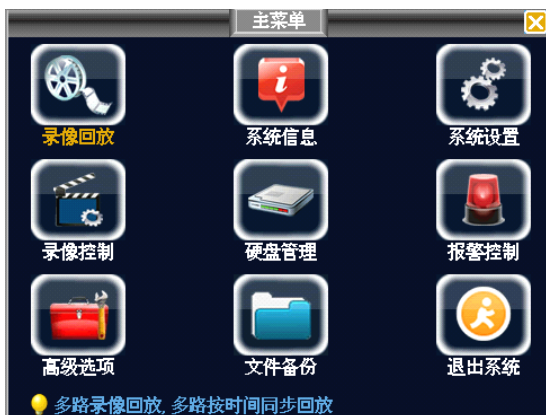 主菜单
录像回放 系统信息 系统设置
录像控制 硬盘管理 报警控制
高级选项 文件备份 退出系统
多路录像回放, 多路按时间同步回放